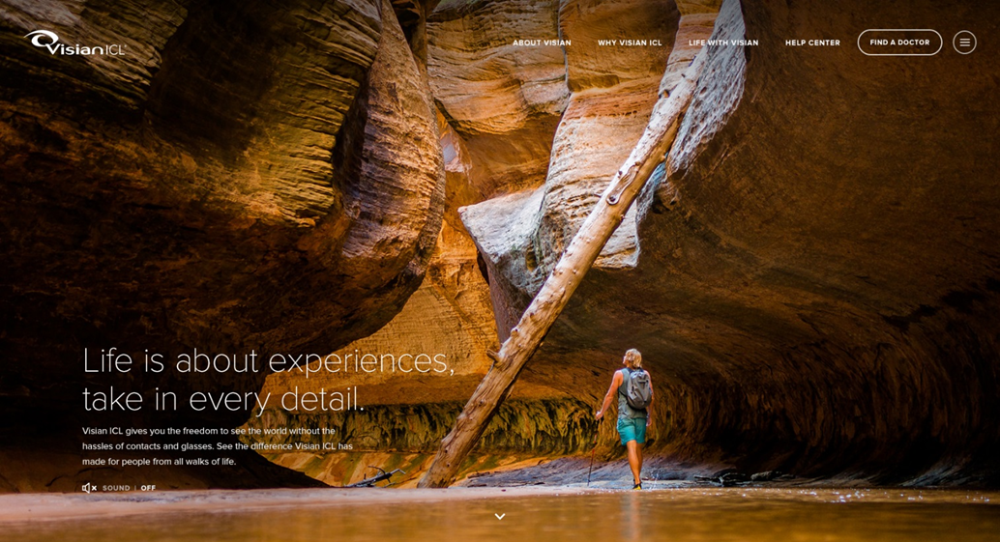 Visian ICL
ABOUT VISIAN
WHY VISIAN ICL
LIFE WITH VISIAN
HELP CENTER
FIND A DOCTOR
Life is about experiences,
take in every detail.
Visian ICL gives you the freedom to see the world without the
hassles of contacts and glasses. See the difference Visian ICL has
made for people from all walks of life.
SOUND | OFF